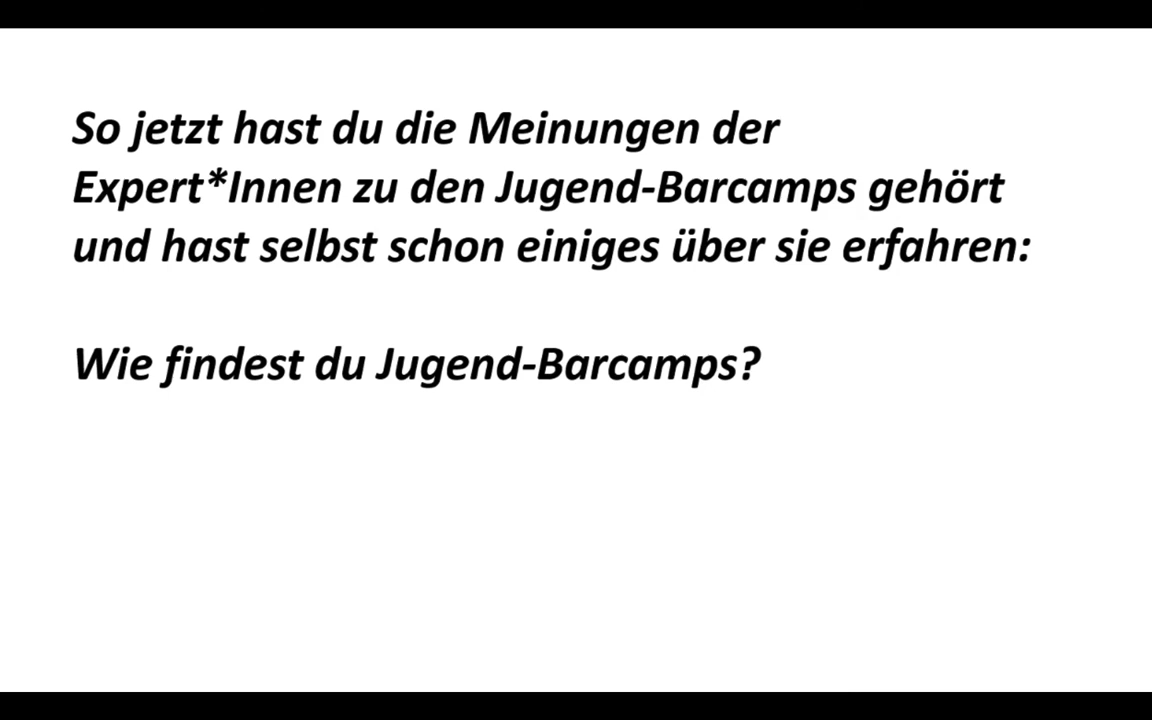 So jetzt hast du die Meinungen der
Expert*Innen zu den Jugend-Barcamps gehört
und hast selbst schon einiges über sie erfahren:
Wie findest du Jugend-Barcamps?